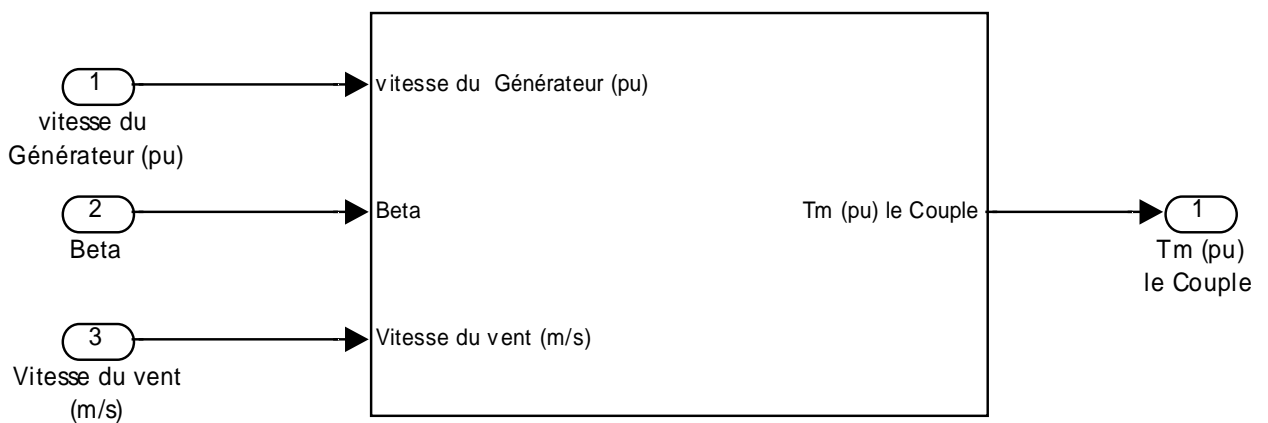 1
vitesse du
Générateur (pu)
2
Beta
3
Vitesse du vent
(m/s)
vitesse du Générateur (pu)
Beta
Vitesse du vent (m/s)
Tm (pu) le Couple
1
Tm (pu)
le Couple